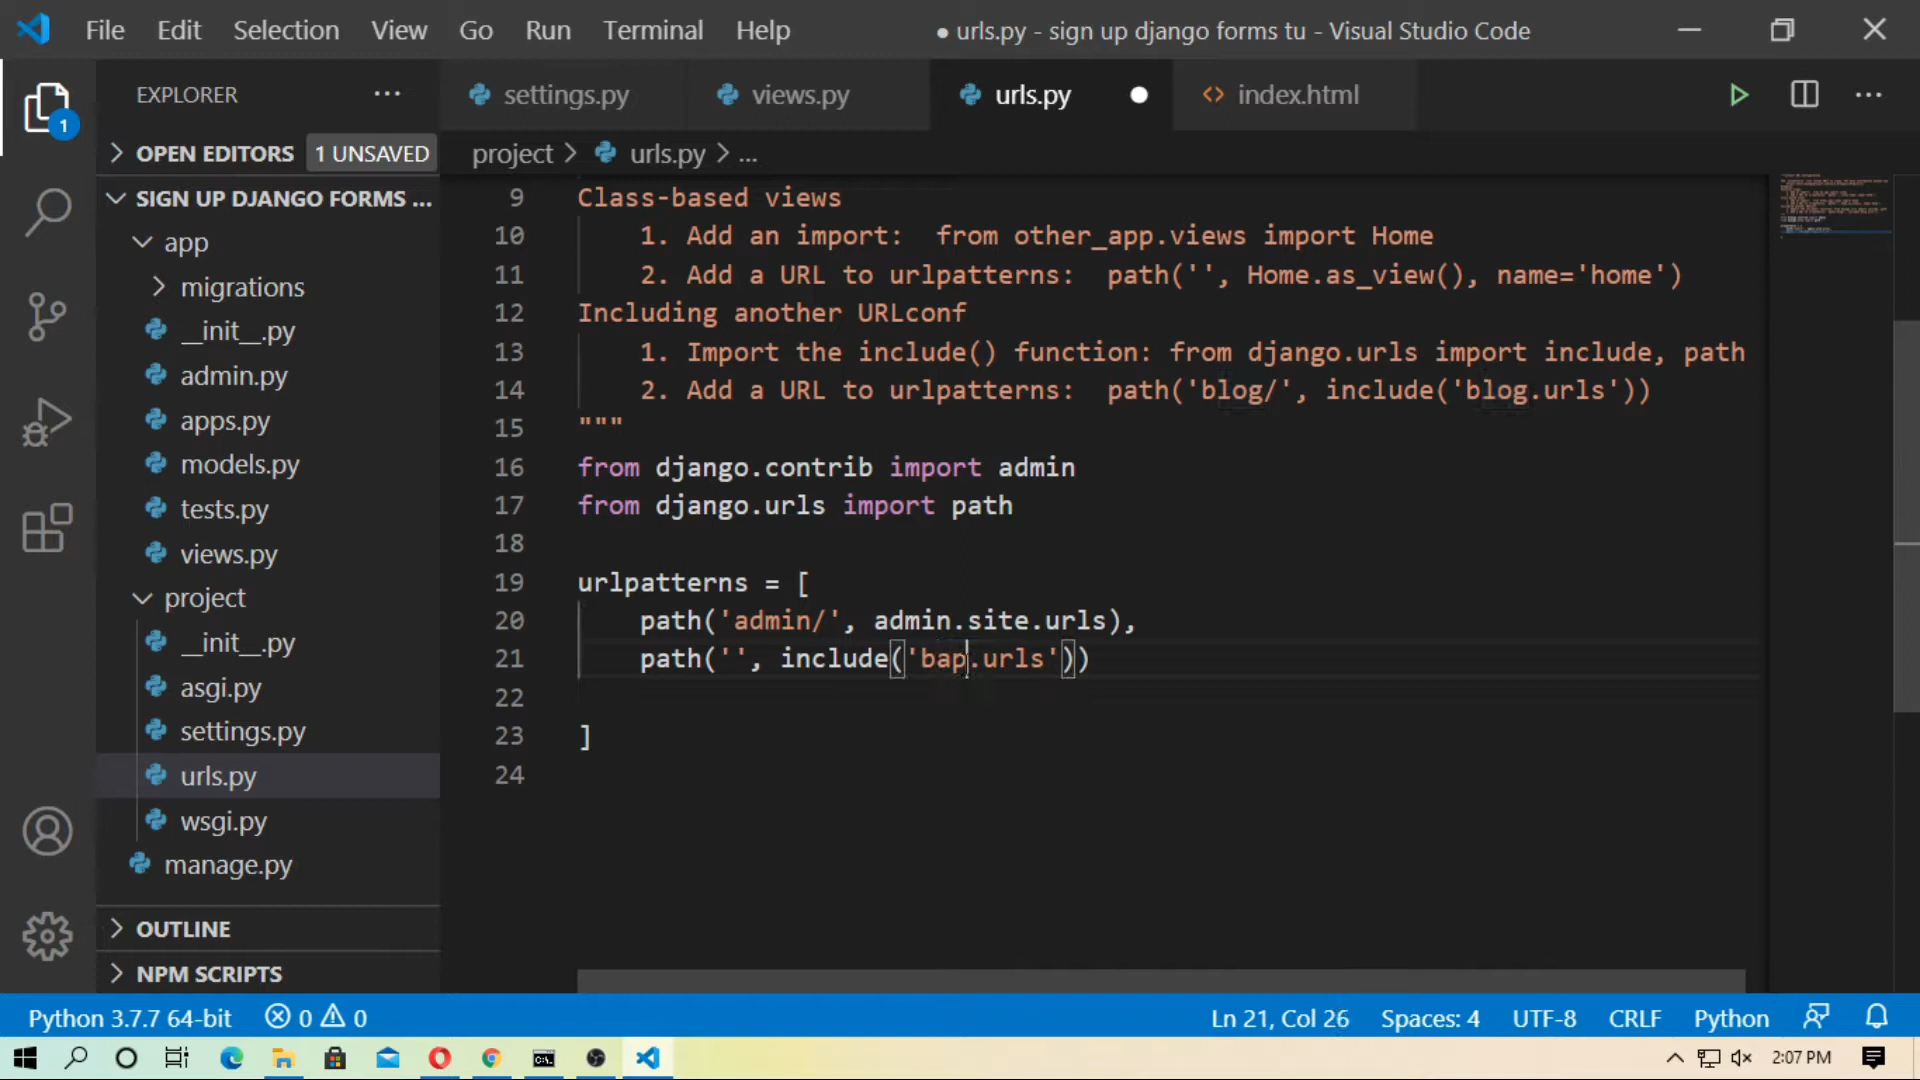 File Edit Selection View Go Run Terminal Help
● urls.py - sign up django forms tu - Visual Studio Code
1
EXPLORER
OPEN EDITORS 1 UNSAVED
SIGN UP DJANGO FORMS ...
app
migrations
__init__.py
admin.py
apps.py
models.py
tests.py
views.py
project
__init__.py
asgi.py
settings.py
urls.py
wsgi.py
manage.py
OUTLINE
NPM SCRIPTS
settings.py views.py urls.py index.html
project > urls.py > ...
9 Class-based views
10 1. Add an import:  from other_app.views import Home
11 2. Add a URL to urlpatterns:  path('', Home.as_view(), name='home')
12 Including another URLconf
13 1. Import the include() function: from django.urls import include, path
14 2. Add a URL to urlpatterns:  path('blog/', include('blog.urls'))
15 """
16 from django.contrib import admin
17 from django.urls import path
18
19 urlpatterns = [
20 path('admin/', admin.site.urls),
21 path('', include('bap.urls'))
22
23 ]
24
Python 3.7.7 64-bit 0 0 Ln 21, Col 26 Spaces: 4 UTF-8 CRLF Python
2:07 PM